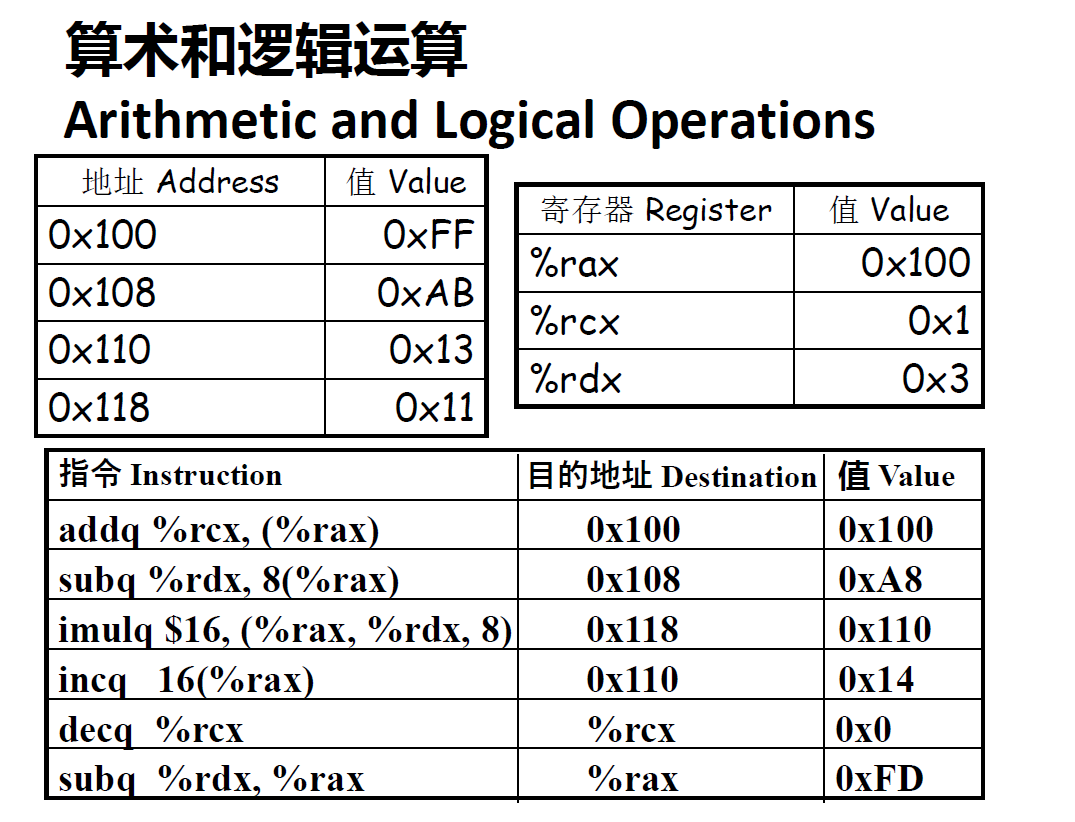 算术和逻辑运算
Arithmetic and Logical Operations
地址 Address 值 Value
0x100 0xFF
0x108 0xAB
0x110 0x13
0x118 0x11
寄存器 Register 值 Value
%rax 0x100
%rcx 0x1
%rdx 0x3
指令 Instruction 目的地址 Destination 值 Value
addq %rcx, (%rax) 0x100 0x100
subq %rdx, 8(%rax) 0x108 0xA8
imulq $16, (%rax, %rdx, 8) 0x118 0x110
incq 16(%rax) 0x110 0x14
decq %rcx %rcx 0x0
subq %rdx, %rax %rax 0xFD